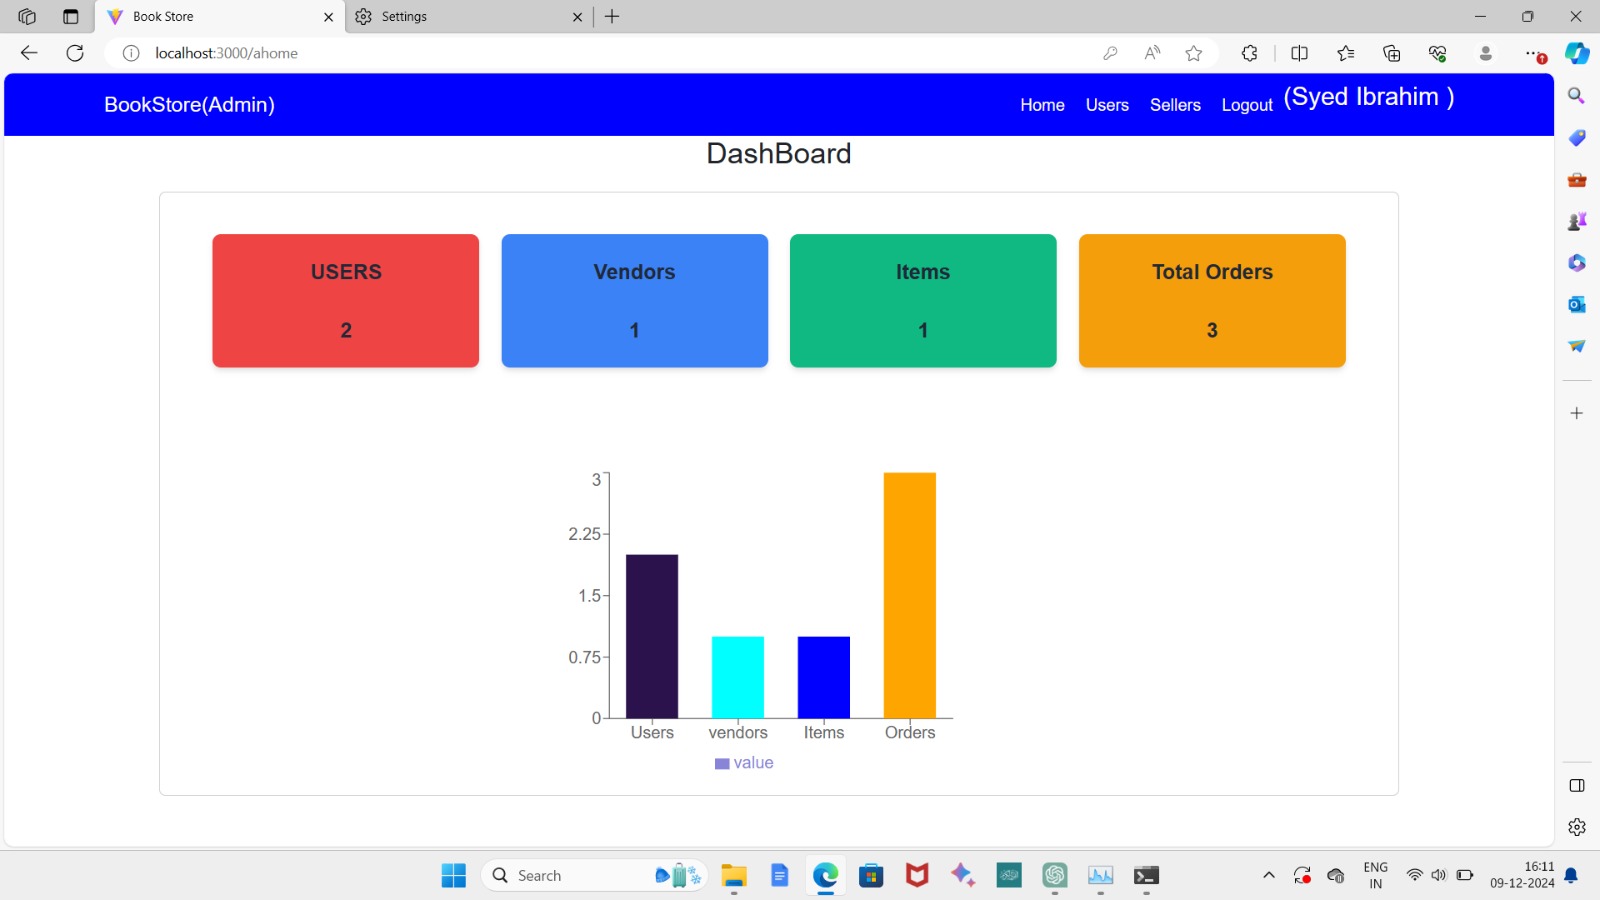 Book Store
Settings
localhost:3000/ahome
BookStore(Admin)
Home Users Sellers Logout (Syed Ibrahim )
DashBoard
USERS Vendors Items Total Orders
2 1 1 3
3
2.25
1.5
0.75
0
Users vendors Items Orders
value
Search
ENG
IN
16:11
09-12-2024